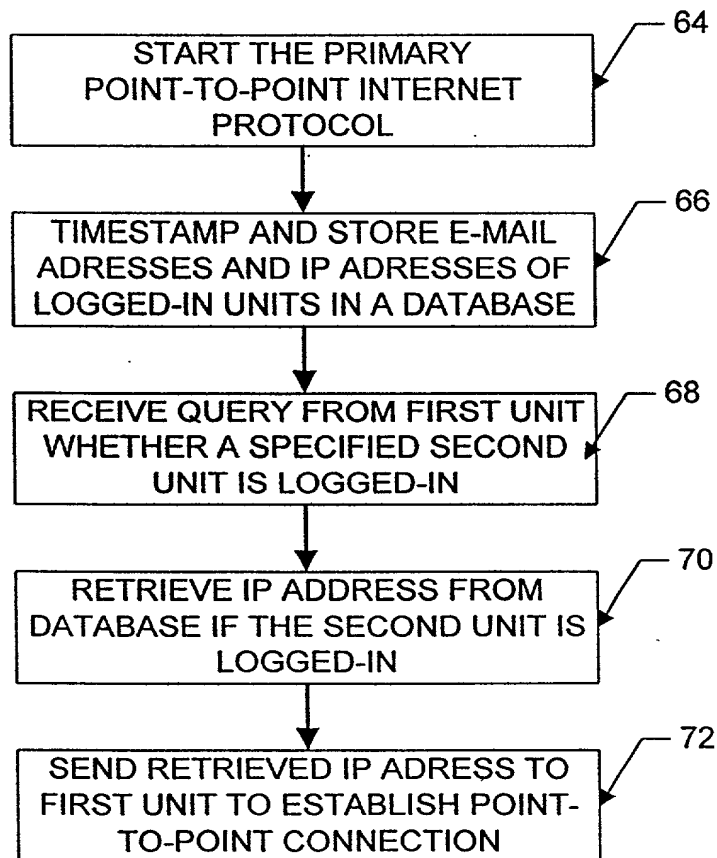 64
START THE PRIMARY
POINT-TO-POINT INTERNET
PROTOCOL
66
TIMESTAMP AND STORE E-MAIL
ADRESSES AND IP ADRESSES OF
LOGGED-IN UNITS IN A DATABASE
68
RECEIVE QUERY FROM FIRST UNIT
WHETHER A SPECIFIED SECOND
UNIT IS LOGGED-IN
70
RETRIEVE IP ADDRESS FROM
DATABASE IF THE SECOND UNIT IS
LOGGED-IN
72
SEND RETRIEVED IP ADRESS TO
FIRST UNIT TO ESTABLISH POINT-
TO-POINT CONNECTION